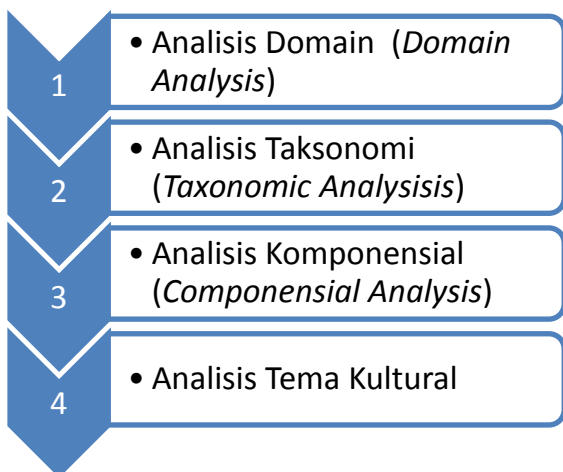 1
• Analisis Domain (Domain
Analysis)
2
• Analisis Taksonomi
(Taxonomic Analysisis)
3
• Analisis Komponensial
(Componensial Analysis)
4
• Analisis Tema Kultural